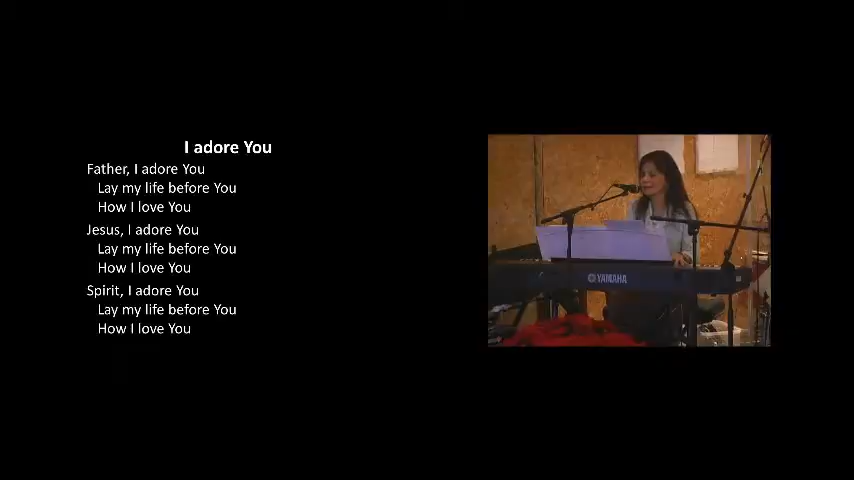 I adore You
Father, I adore You
Lay my life before You
How I love You
Jesus, I adore You
Lay my life before You
How I love You
Spirit, I adore You
Lay my life before You
How I love You
YAMAHA